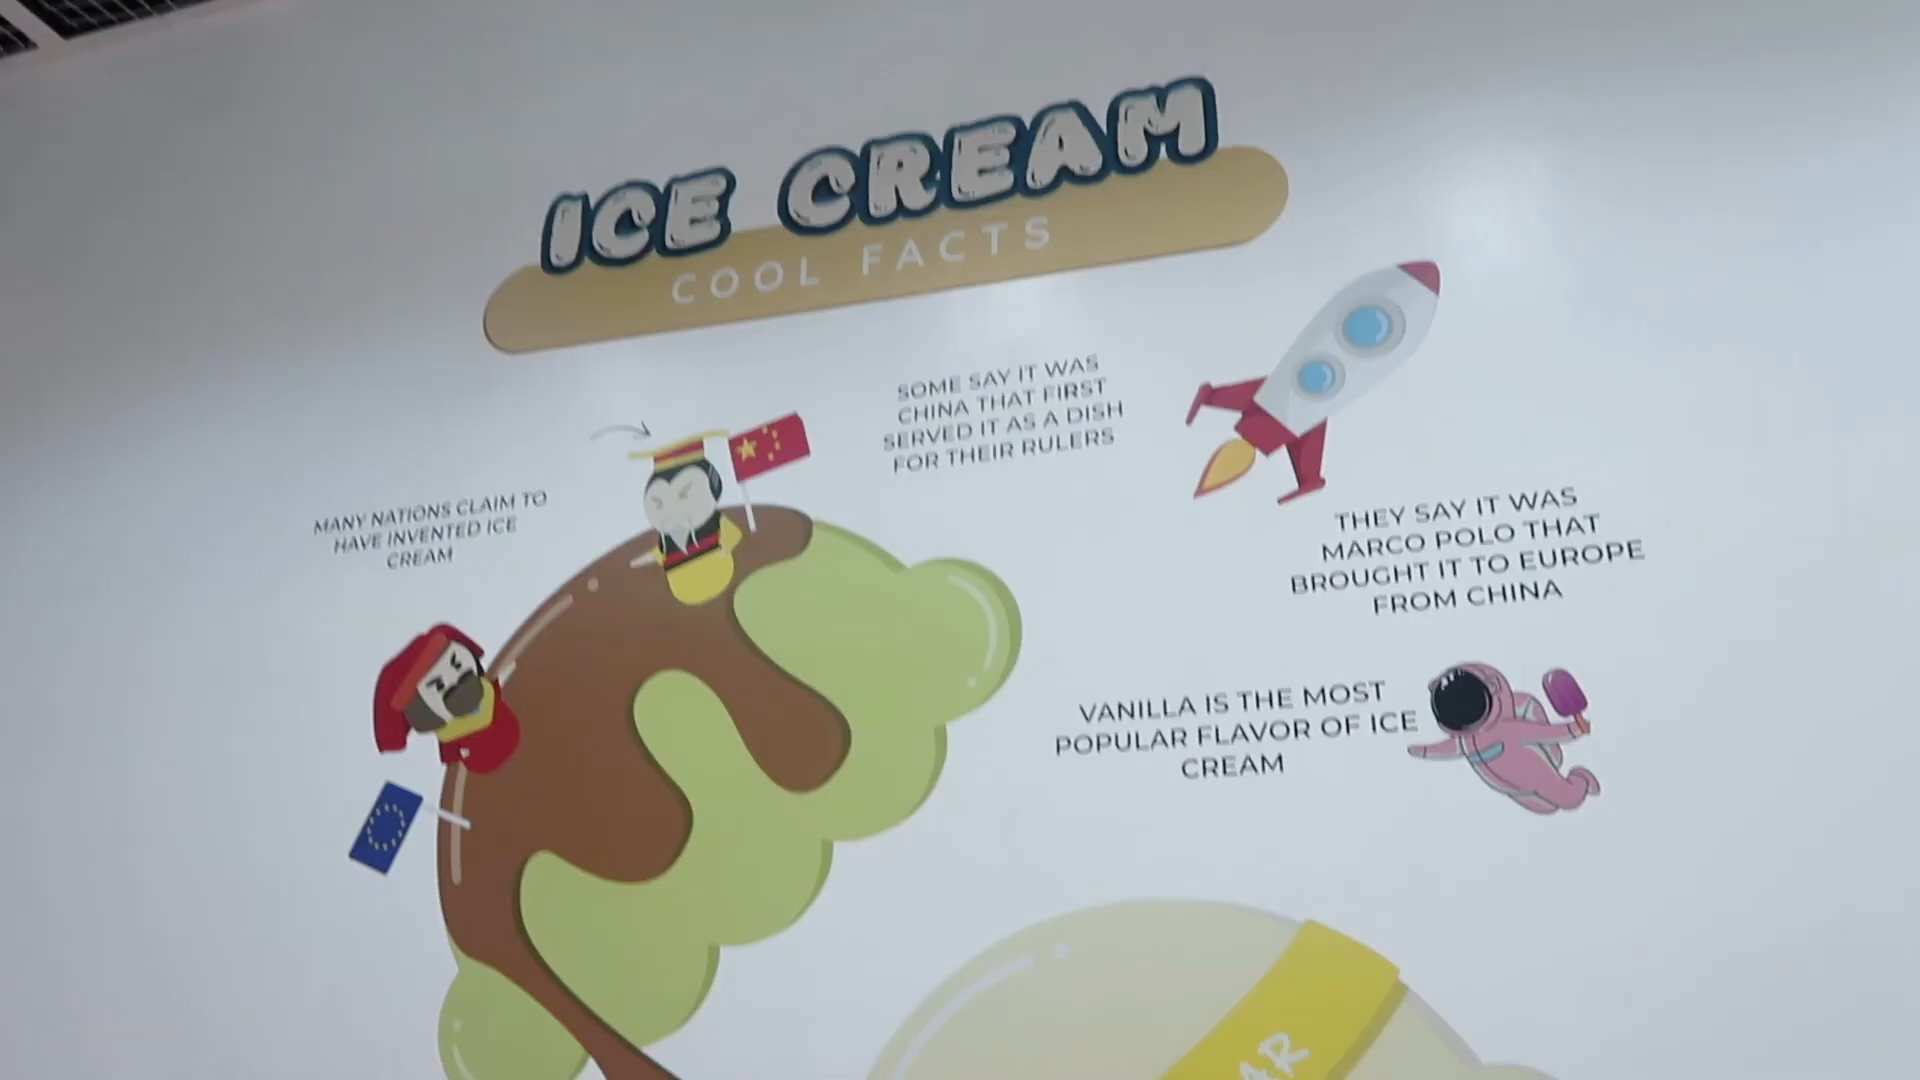 ICE CREAM
COOL FACTS
MANY NATIONS CLAIM TO
HAVE INVENTED ICE
CREAM
SOME SAY IT WAS
CHINA THAT FIRST
SERVED IT AS A DISH
FOR THEIR RULERS
THEY SAY IT WAS
MARCO POLO THAT
BROUGHT IT TO EUROPE
FROM CHINA
VANILLA IS THE MOST
POPULAR FLAVOR OF ICE
CREAM